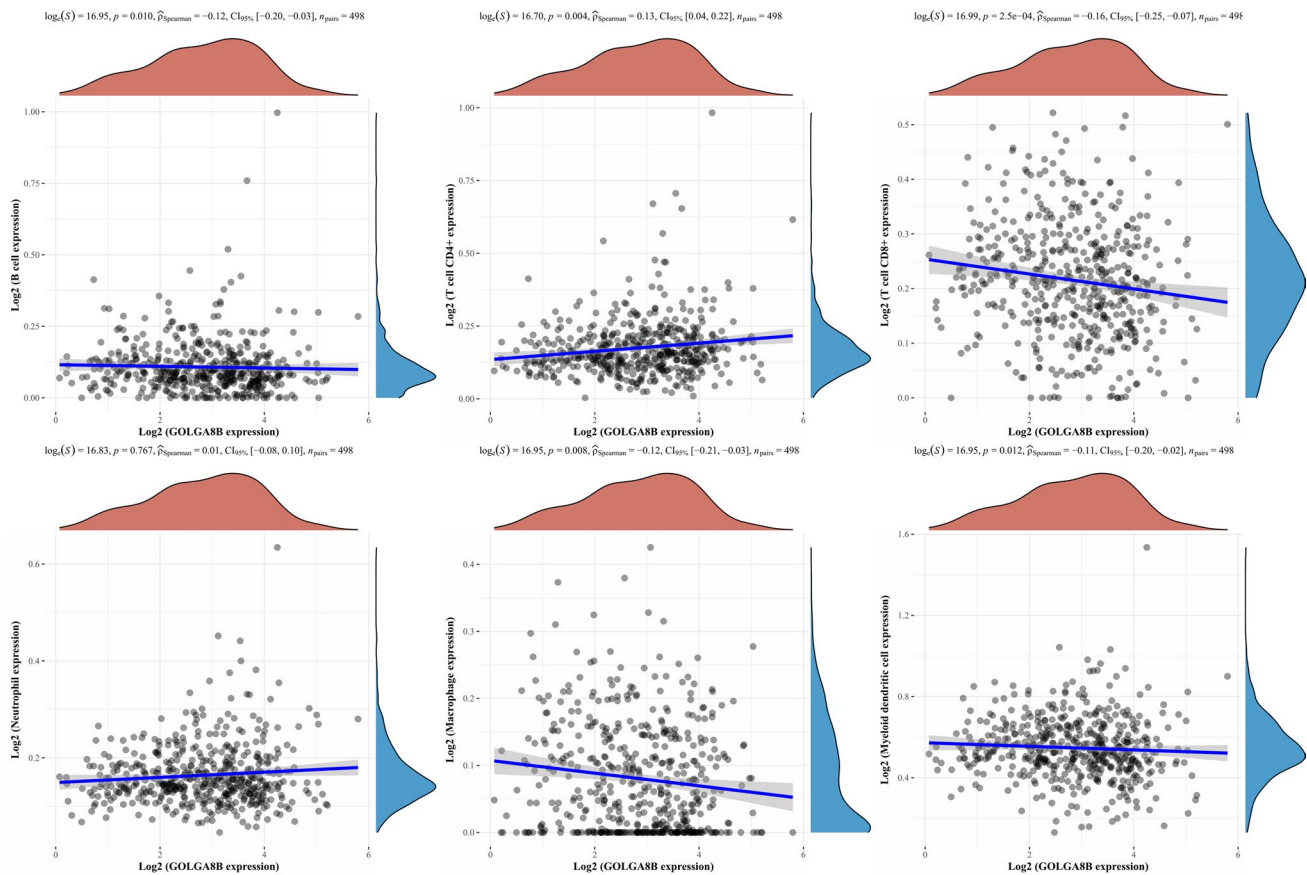 logₑ(S) = 16.95, p = 0.010, ρ̂Spearman = −0.12, CI95% [−0.20, −0.03], npairs = 498
logₑ(S) = 16.70, p = 0.004, ρ̂Spearman = 0.13, CI95% [0.04, 0.22], npairs = 498
logₑ(S) = 16.99, p = 2.5e−04, ρ̂Spearman = −0.16, CI95% [−0.25, −0.07], npairs = 498
Log2 (B cell expression)
1.00
0.75
0.50
0.25
0.00
0 2 4 6
Log2 (GOLGA8B expression)
Log2 (T cell CD4+ expression)
1.00
0.75
0.50
0.25
0.00
0 2 4 6
Log2 (GOLGA8B expression)
Log2 (T cell CD8+ expression)
0.5
0.4
0.3
0.2
0.1
0.0
0 2 4 6
Log2 (GOLGA8B expression)
logₑ(S) = 16.83, p = 0.767, ρ̂Spearman = 0.01, CI95% [−0.08, 0.10], npairs = 498
logₑ(S) = 16.95, p = 0.008, ρ̂Spearman = −0.12, CI95% [−0.21, −0.03], npairs = 498
logₑ(S) = 16.95, p = 0.012, ρ̂Spearman = −0.11, CI95% [−0.20, −0.02], npairs = 498
Log2 (Neutrophil expression)
0.6
0.4
0.2
0 2 4 6
Log2 (GOLGA8B expression)
Log2 (Macrophage expression)
0.4
0.3
0.2
0.1
0.0
0 2 4 6
Log2 (GOLGA8B expression)
Log2 (Myeloid dendritic cell expression)
1.6
1.2
0.8
0.4
0 2 4 6
Log2 (GOLGA8B expression)